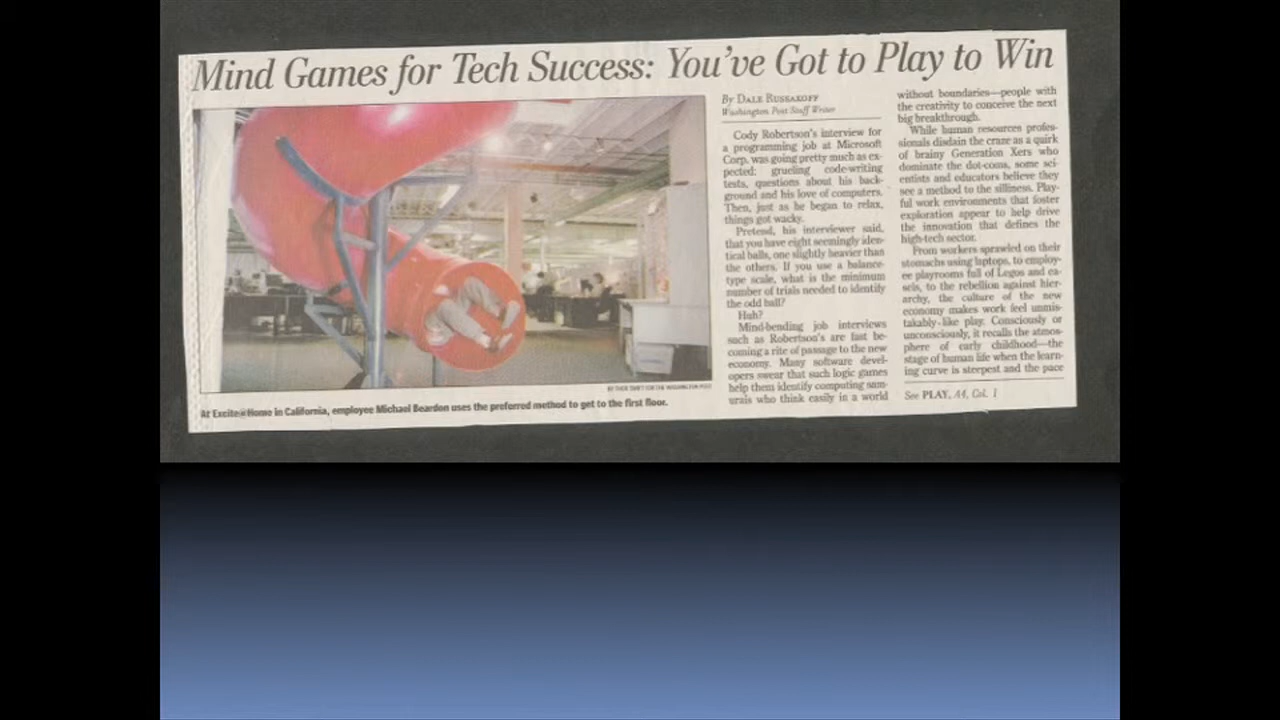 Mind Games for Tech Success: You've Got to Play to Win
By DALE RUSSAKOFF
Washington Post Staff Writer
Cody Robertson's interview for
a programming job at Microsoft
Corp. was going pretty much as ex-
pected: grueling code-writing
tests, questions about his back-
ground and his love of computers.
Then, just as he began to relax,
things got wacky.
Pretend, his interviewer said,
that you have eight seemingly iden-
tical balls, one slightly heavier than
the others. If you use a balance-
type scale, what is the minimum
number of trials needed to identify
the odd ball?
Huh?
Mind-bending job interviews
such as Robertson's are fast be-
coming a rite of passage to the new
economy. Many software devel-
opers swear that such logic games
help them identify computing sam-
urais who think easily in a world
without boundaries—people with
the creativity to conceive the next
big breakthrough.
While human resources profes-
sionals disdain the craze as a quirk
of brainy Generation Xers who
dominate the dot-coms, some sci-
entists and educators believe they
see a method to the silliness. Play-
ful work environments that foster
exploration appear to help drive
the innovation that defines the
high-tech sector.
From workers sprawled on their
stomachs using laptops, to employ-
ee playrooms full of Legos and ea-
sels, to the rebellion against hier-
archy, the culture of the new
economy makes work feel unmis-
takably-like play. Consciously or
unconsciously, it recalls the atmos-
phere of early childhood—the
stage of human life when the learn-
ing curve is steepest and the pace
See PLAY, A4, Col. 1
FOR THE WASHINGTON POST
At Excite@Home in California, employee Michael Beardon uses the preferred method to get to the first floor.